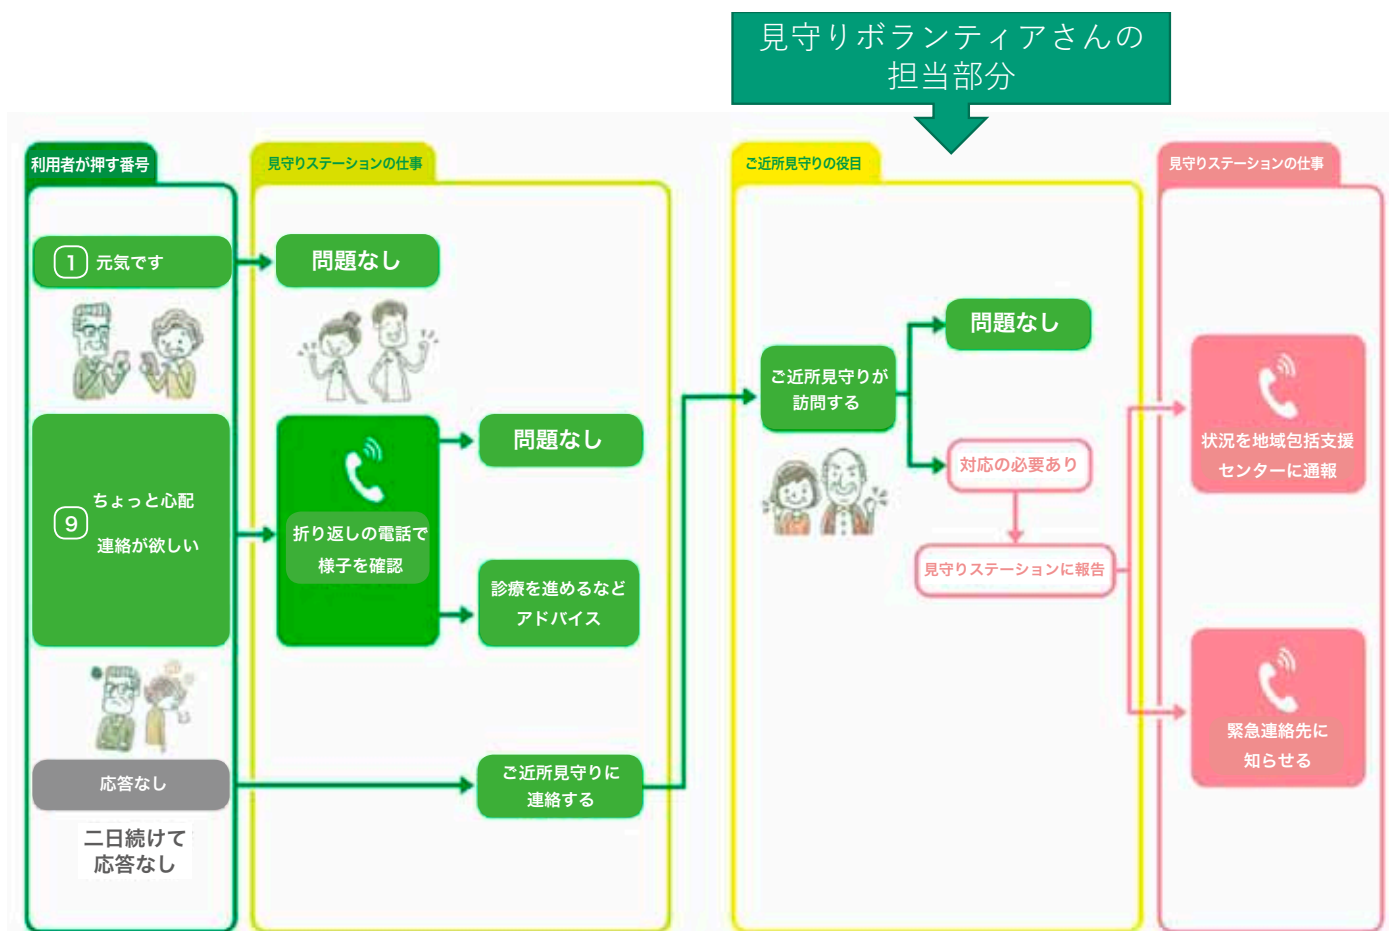 見守りボランティアさんの
担当部分
利用者が押す番号
1 元気です
9 ちょっと心配
連絡が欲しい
応答なし
二日続けて
応答なし
見守りステーションの仕事
問題なし
折り返しの電話で
様子を確認
問題なし
診療を進めるなど
アドバイス
ご近所見守りに
連絡する
ご近所見守りの役目
ご近所見守りが
訪問する
問題なし
対応の必要あり
見守りステーションに報告
見守りステーションの仕事
状況を地域包括支援
センターに通報
緊急連絡先に
知らせる